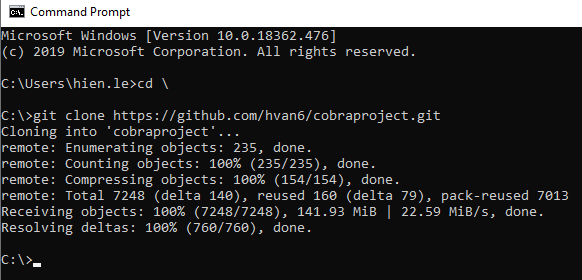 Command Prompt
Microsoft Windows [Version 10.0.18362.476]
(c) 2019 Microsoft Corporation. All rights reserved.
C:\Users\hien.le>cd \
C:\>git clone https://github.com/hvan6/cobraproject.git
Cloning into 'cobraproject'...
remote: Enumerating objects: 235, done.
remote: Counting objects: 100% (235/235), done.
remote: Compressing objects: 100% (154/154), done.
remote: Total 7248 (delta 140), reused 160 (delta 79), pack-reused 7013
Receiving objects: 100% (7248/7248), 141.93 MiB | 22.59 MiB/s, done.
Resolving deltas: 100% (760/760), done.
C:\>